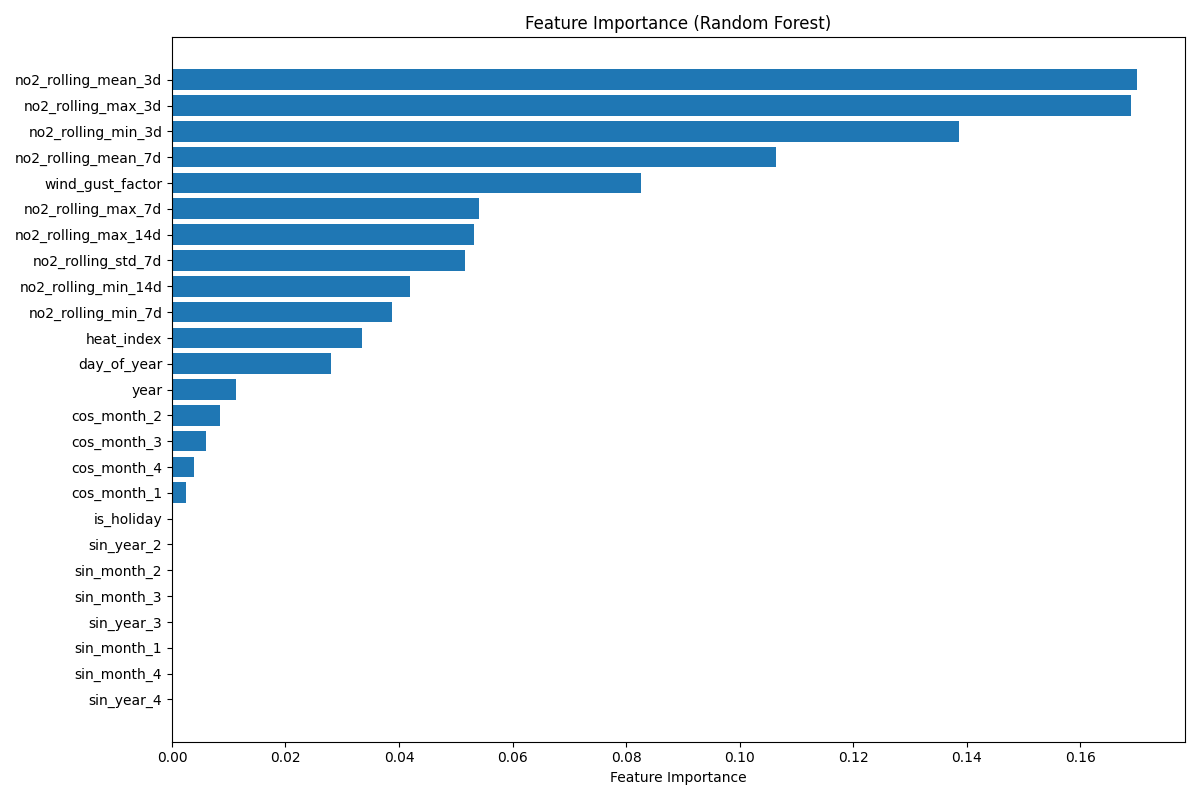 Feature Importance (Random Forest)
no2_rolling_mean_3d
no2_rolling_max_3d
no2_rolling_min_3d
no2_rolling_mean_7d
wind_gust_factor
no2_rolling_max_7d
no2_rolling_max_14d
no2_rolling_std_7d
no2_rolling_min_14d
no2_rolling_min_7d
heat_index
day_of_year
year
cos_month_2
cos_month_3
cos_month_4
cos_month_1
is_holiday
sin_year_2
sin_month_2
sin_month_3
sin_year_3
sin_month_1
sin_month_4
sin_year_4
0.00 0.02 0.04 0.06 0.08 0.10 0.12 0.14 0.16
Feature Importance